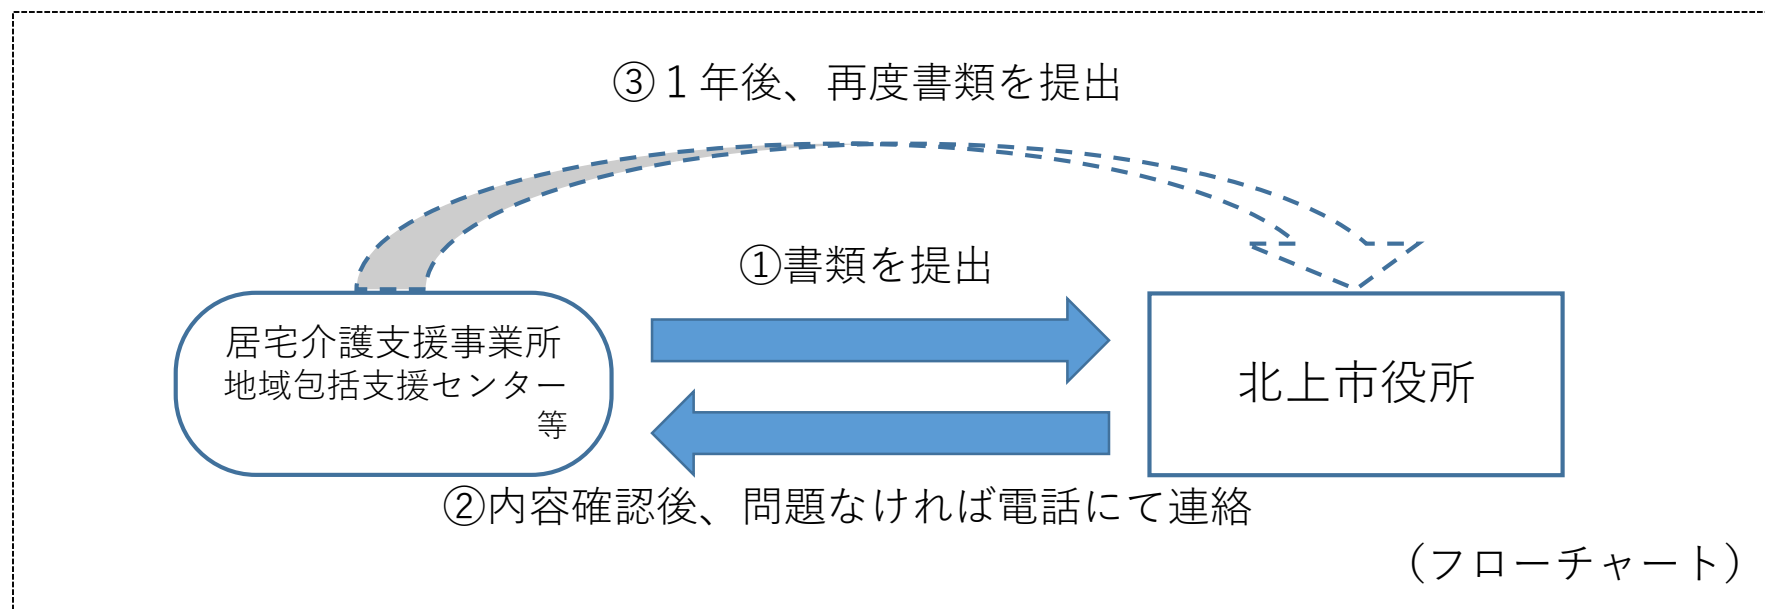 ③１年後、再度書類を提出
①書類を提出
居宅介護支援事業所
地域包括支援センター
等
北上市役所
②内容確認後、問題なければ電話にて連絡
（フローチャート）